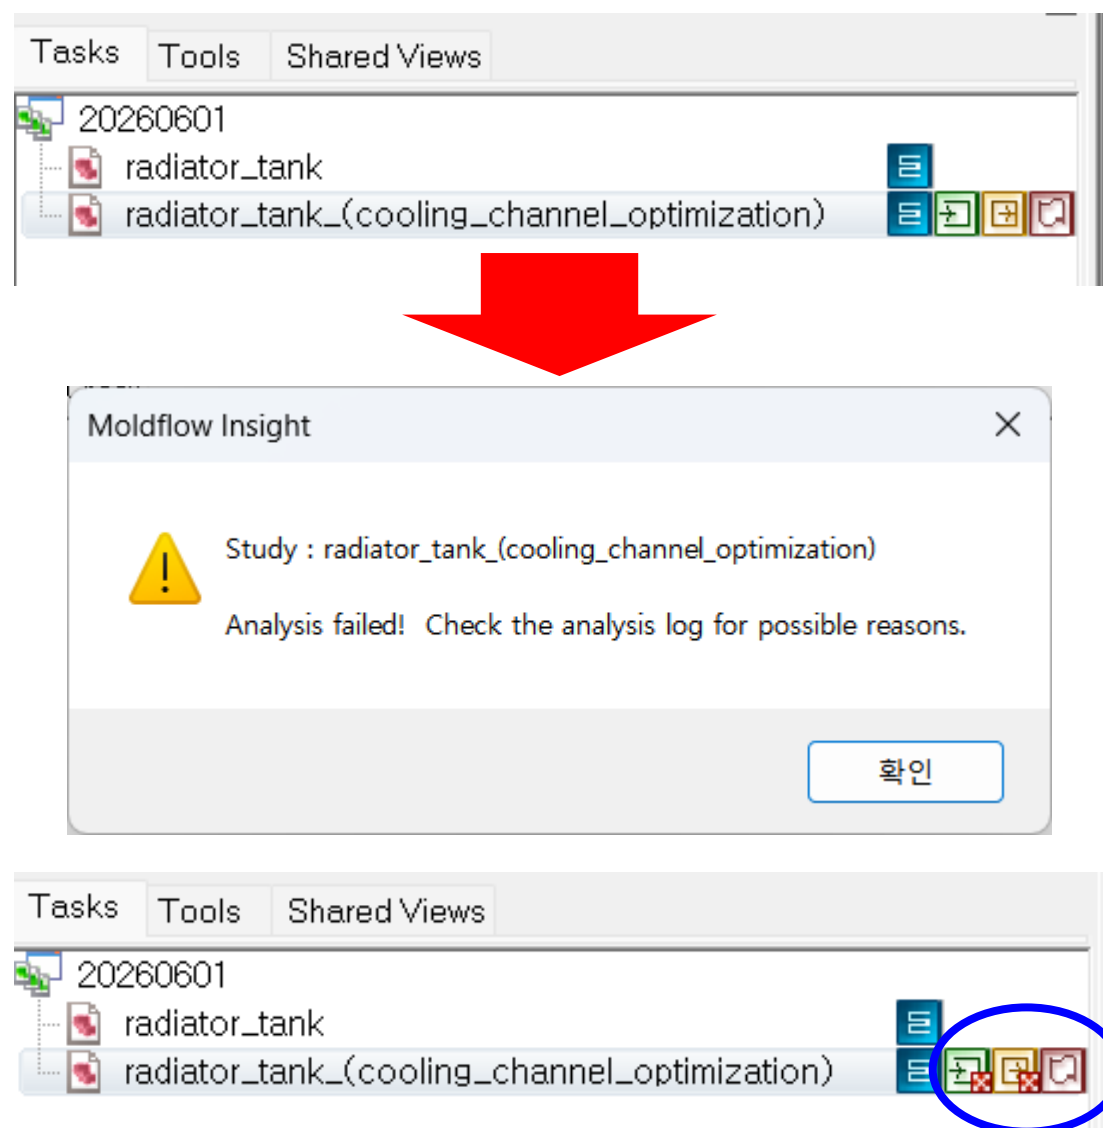 Tasks Tools Shared Views
20260601
radiator_tank
radiator_tank_(cooling_channel_optimization)
Moldflow Insight
Study : radiator_tank_(cooling_channel_optimization)
Analysis failed! Check the analysis log for possible reasons.
확인
Tasks Tools Shared Views
20260601
radiator_tank
radiator_tank_(cooling_channel_optimization)